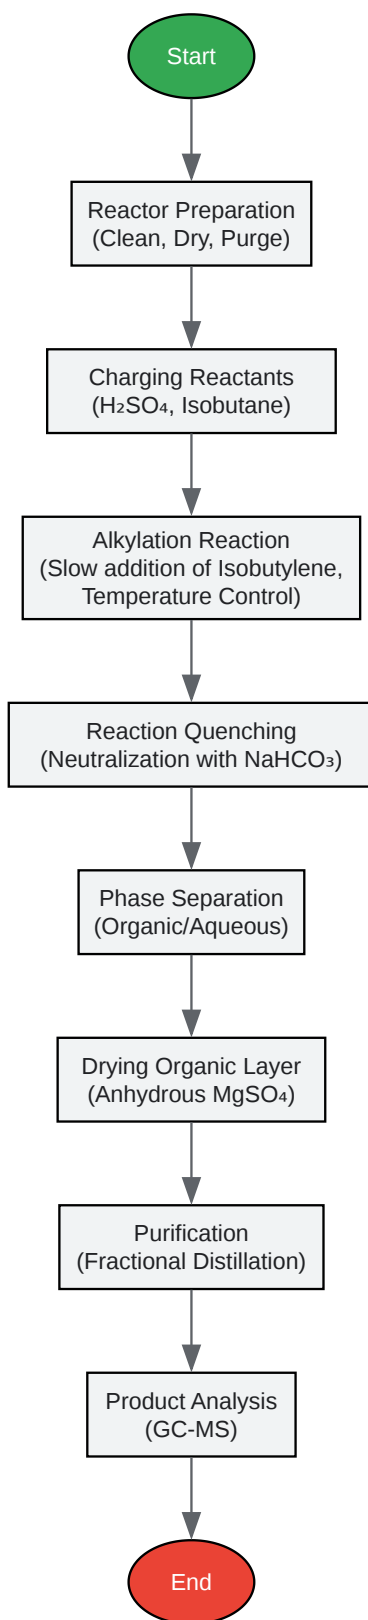 Start
Reactor Preparation
(Clean, Dry, Purge)
Charging Reactants
(H₂SO₄, Isobutane)
Alkylation Reaction
(Slow addition of Isobutylene,
Temperature Control)
Reaction Quenching
(Neutralization with NaHCO₃)
Phase Separation
(Organic/Aqueous)
Drying Organic Layer
(Anhydrous MgSO₄)
Purification
(Fractional Distillation)
Product Analysis
(GC-MS)
End